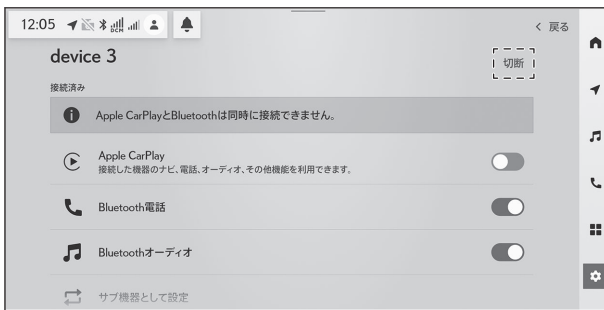 12:05
DCM
戻る
device 3
切断
接続済み
Apple CarPlayとBluetoothは同時に接続できません。
Apple CarPlay
接続した機器のナビ、電話、オーディオ、その他機能を利用できます。
Bluetooth電話
Bluetoothオーディオ
サブ機器として設定